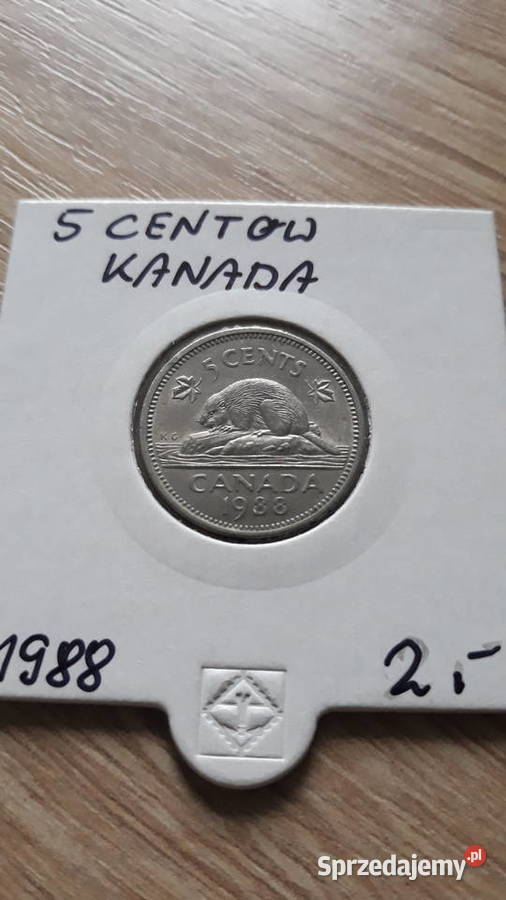 5 CENTOW
KANADA
5 CENTS
KG
CANADA
1988
1988
2,-
Sprzedajemy.pl